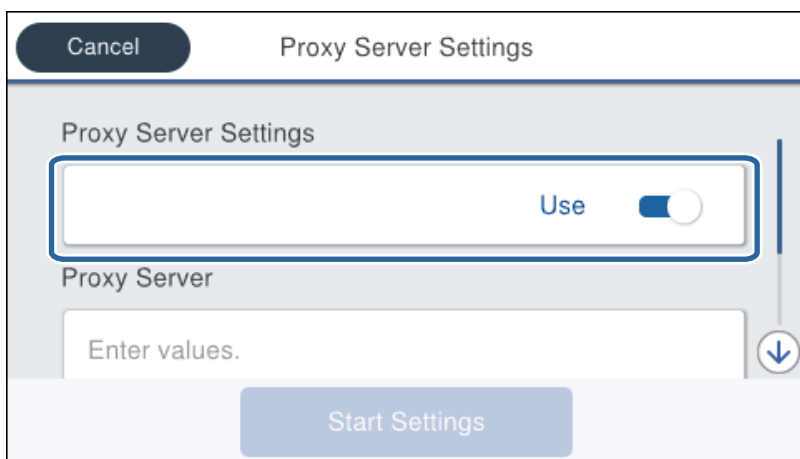 Cancel
Proxy Server Settings
Proxy Server Settings
Use
Proxy Server
Enter values.
Start Settings